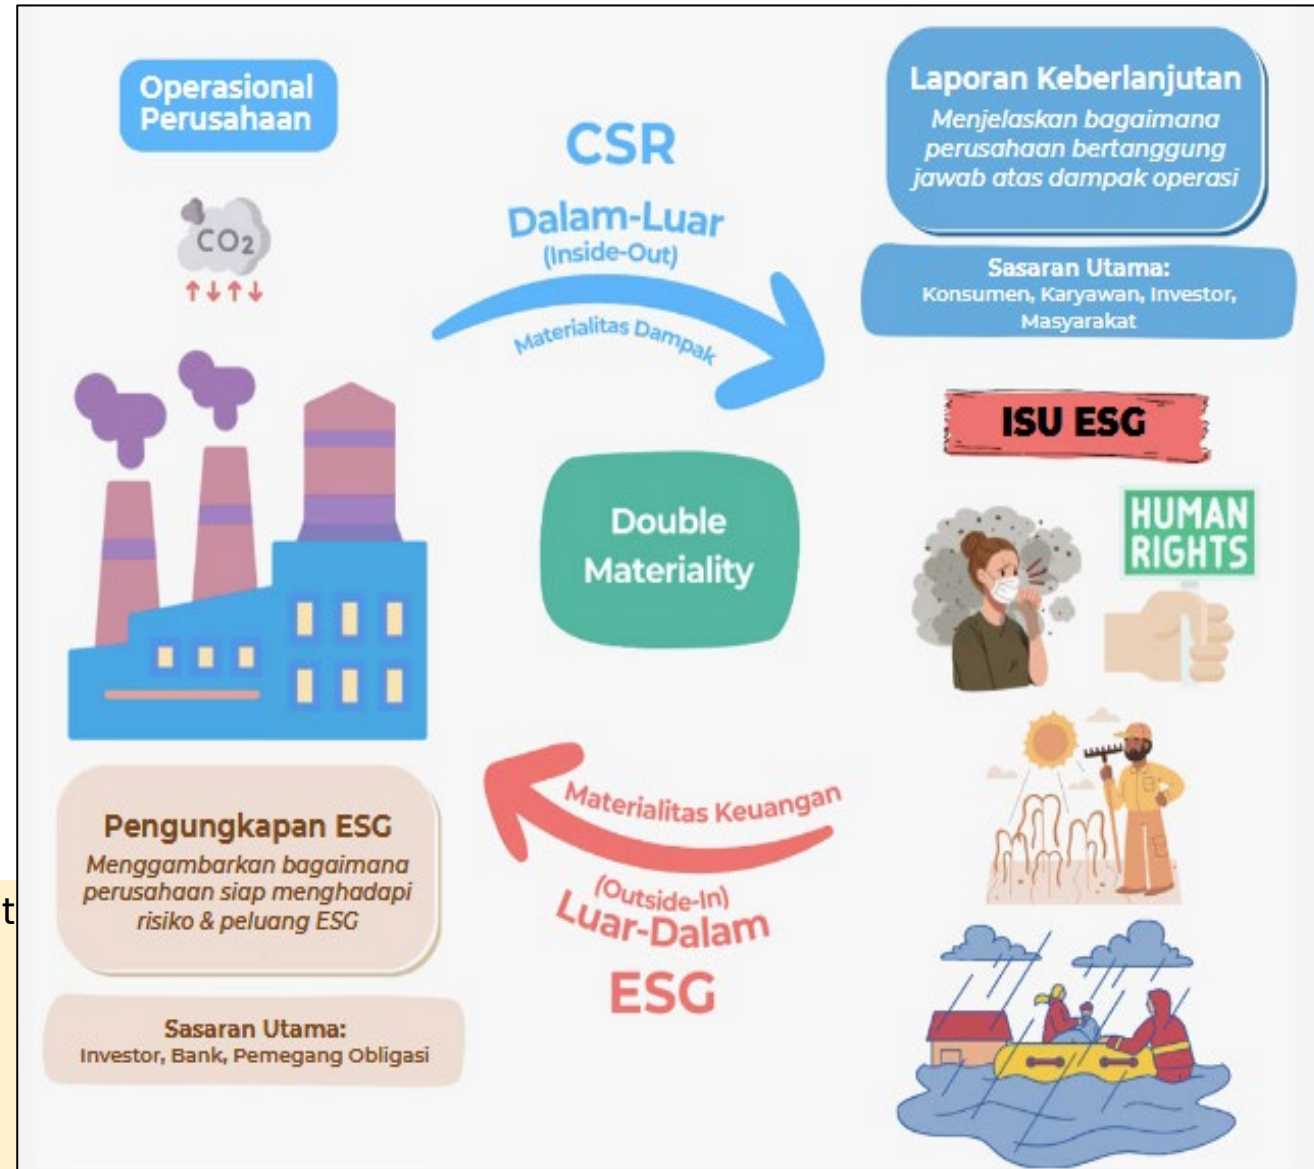 Operasional
Perusahaan
CO2
CSR
Dalam-Luar
(Inside-Out)
Materialitas Dampak
Laporan Keberlanjutan
Menjelaskan bagaimana
perusahaan bertanggung
jawab atas dampak operasi
Sasaran Utama:
Konsumen, Karyawan, Investor,
Masyarakat
ISU ESG
HUMAN
RIGHTS
Double
Materiality
Materialitas Keuangan
(Outside-In)
Luar-Dalam
ESG
Pengungkapan ESG
Menggambarkan bagaimana
perusahaan siap menghadapi
risiko & peluang ESG
Sasaran Utama:
Investor, Bank, Pemegang Obligasi